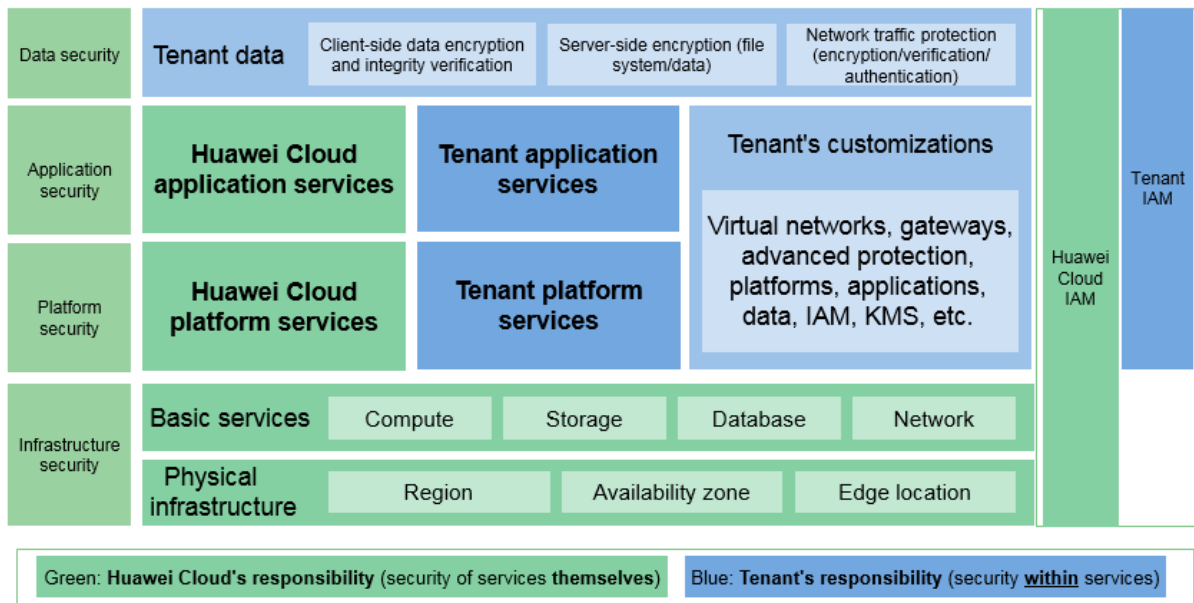 Data security
Tenant data
Client-side data encryption
and integrity verification
Server-side encryption (file
system/data)
Network traffic protection
(encryption/verification/
authentication)
Application
security
Huawei Cloud
application services
Tenant application
services
Tenant's customizations
Virtual networks, gateways,
advanced protection,
platforms, applications,
data, IAM, KMS, etc.
Platform
security
Huawei Cloud
platform services
Tenant platform
services
Huawei
Cloud
IAM
Tenant
IAM
Infrastructure
security
Basic services
Compute
Storage
Database
Network
Physical
infrastructure
Region
Availability zone
Edge location
Green: Huawei Cloud's responsibility (security of services themselves)
Blue: Tenant's responsibility (security within services)